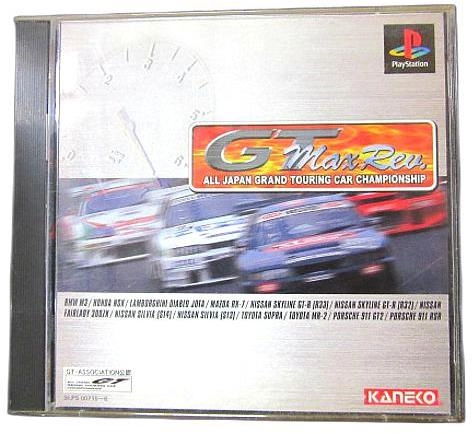 PlayStation
GT Max Rev.
ALL JAPAN GRAND TOURING CAR CHAMPIONSHIP
BMW M3 / HONDA NSX / LAMBORGHINI DIABLO JOTA / MAZDA RX-7 / NISSAN SKYLINE GT-R (R33) / NISSAN SKYLINE GT-R (R32) / NISSAN
FAIRLADY 300ZX / NISSAN SILVIA (S14) / NISSAN SILVIA (S13) / TOYOTA SUPRA / TOYOTA MR-2 / PORSCHE 911 GT2 / PORSCHE 911 RSR
GT-ASSOCIATION公認
GT
KANECO